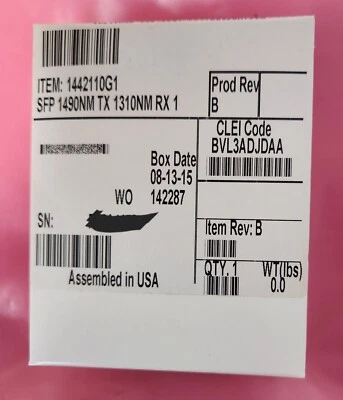 ITEM: 1442110G1
SFP 1490NM TX 1310NM RX 1
Prod Rev
B
CLEI Code
BVL3ADJDAA
Box Date
08-13-15
WO 142287
SN:
Item Rev: B
QTY. 1 WT(lbs)
0.0
Assembled in USA